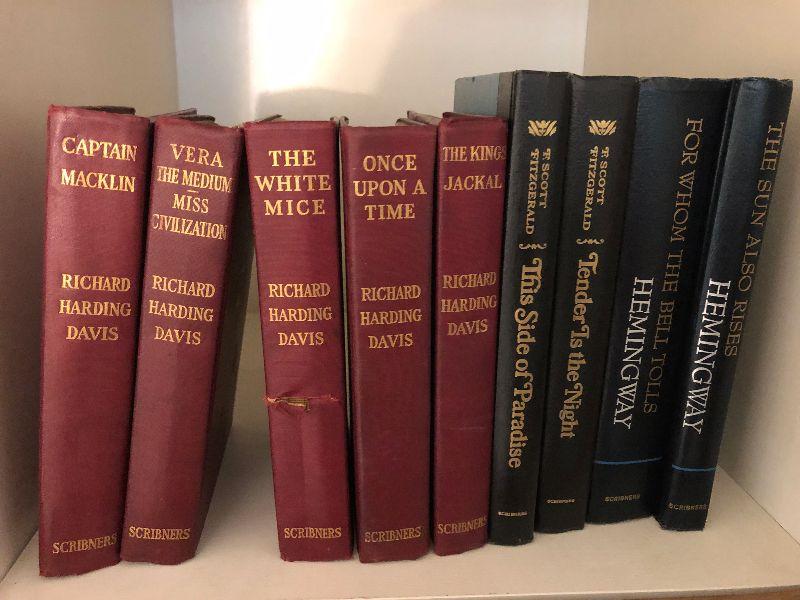 CAPTAIN
MACKLIN
RICHARD
HARDING
DAVIS
SCRIBNERS
VERA
THE MEDIUM
MISS
CIVILIZATION
RICHARD
HARDING
DAVIS
SCRIBNERS
THE
WHITE
MICE
RICHARD
HARDING
DAVIS
SCRIBNERS
ONCE
UPON A
TIME
RICHARD
HARDING
DAVIS
SCRIBNERS
THE KINGS
JACKAL
RICHARD
HARDING
DAVIS
SCRIBNERS
F. SCOTT
FITZGERALD
This Side of Paradise
SCRIBNERS
F. SCOTT
FITZGERALD
Tender Is the Night
SCRIBNERS
FOR WHOM THE BELL TOLLS
HEMINGWAY
SCRIBNERS
THE SUN ALSO RISES
HEMINGWAY
SCRIBNERS